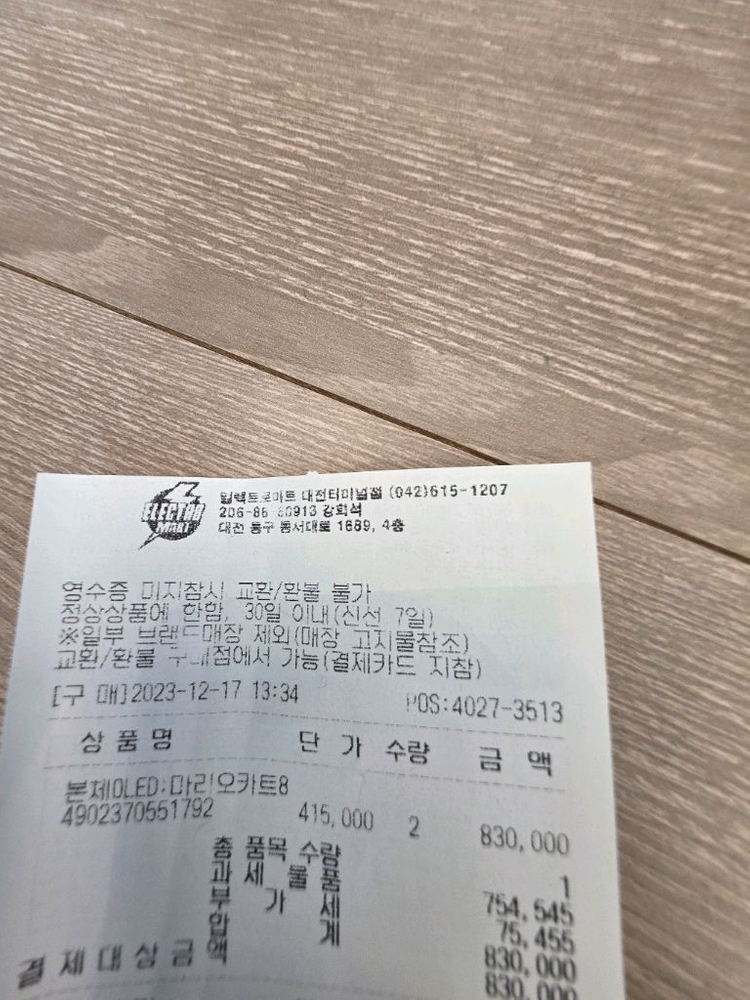 ELECTRO MART
일렉트로마트 대전터미널점 (042)615-1207
206-86-50913 강희석
대전 동구 동서대로 1689, 4층
영수증 미지참시 교환/환불 불가
정상상품에 한함, 30일 이내(신선 7일)
※일부 브랜드매장 제외(매장 고지물참조)
교환/환불 구매점에서 가능(결제카드 지참)
[구 매]2023-12-17 13:34 POS:4027-3513
상 품 명 단 가 수량 금 액
본체OLED:마리오카트8
4902370551792 415,000 2 830,000
총 품목 수량 1
과 세 물 품 754,545
부 가 세 75,455
합 계 830,000
결 제 대 상 금 액 830,000